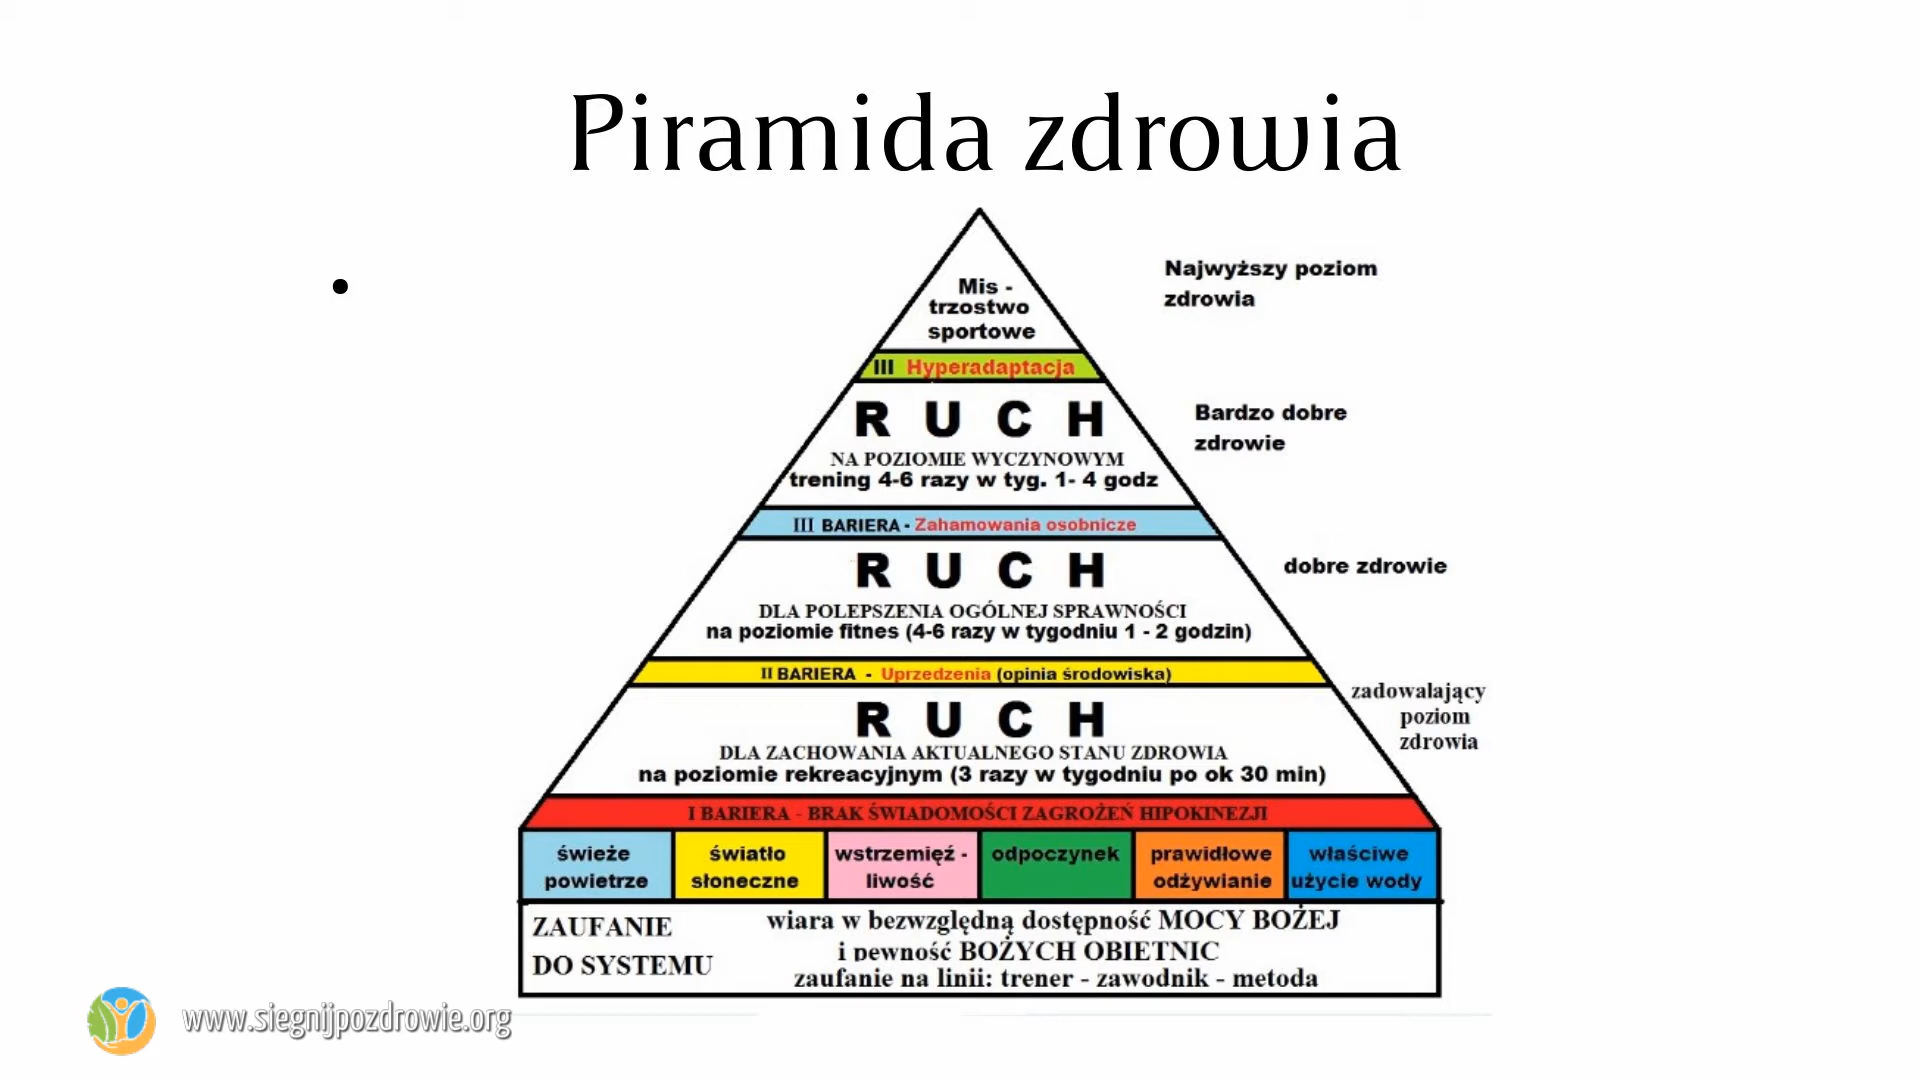 Piramida zdrowia
Mis -
trzostwo
sportowe
Najwyższy poziom
zdrowia
III Hyperadaptacja
R U C H
NA POZIOMIE WYCZYNOWYM
trening 4-6 razy w tyg. 1- 4 godz
Bardzo dobre
zdrowie
III BARIERA - Zahamowania osobnicze
R U C H
DLA POLEPSZENIA OGÓLNEJ SPRAWNOŚCI
na poziomie fitnes (4-6 razy w tygodniu 1 - 2 godzin)
dobre zdrowie
II BARIERA - Uprzedzenia (opinia środowiska)
R U C H
DLA ZACHOWANIA AKTUALNEGO STANU ZDROWIA
na poziomie rekreacyjnym (3 razy w tygodniu po ok 30 min)
zadowalający
poziom
zdrowia
I BARIERA - BRAK ŚWIADOMOŚCI ZAGROŻEŃ HIPOKINEZJI
świeże
powietrze
światło
słoneczne
wstrzemięź -
liwość
odpoczynek
prawidłowe
odżywianie
właściwe
użycie wody
ZAUFANIE
DO SYSTEMU
wiara w bezwzględną dostępność MOCY BOŻEJ
i pewność BOŻYCH OBIETNIC
zaufanie na linii: trener - zawodnik - metoda
www.siegnijpozdrowie.org